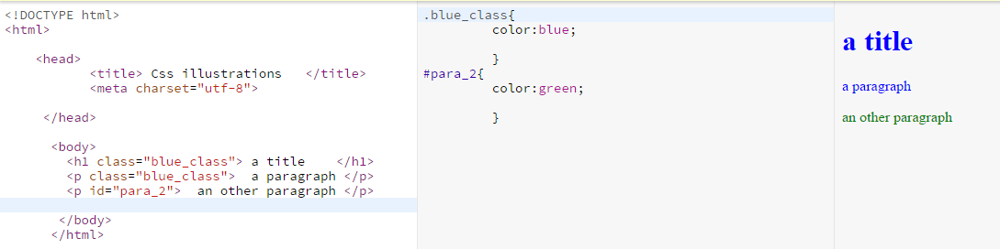 <!DOCTYPE html>
<html>
<head>
<title> Css illustrations </title>
<meta charset="utf-8">
</head>
<body>
<h1 class="blue_class"> a title </h1>
<p class="blue_class"> a paragraph </p>
<p id="para_2"> an other paragraph </p>
</body>
</html>
.blue_class{
color:blue;
}
#para_2{
color:green;
}
a title
a paragraph
an other paragraph